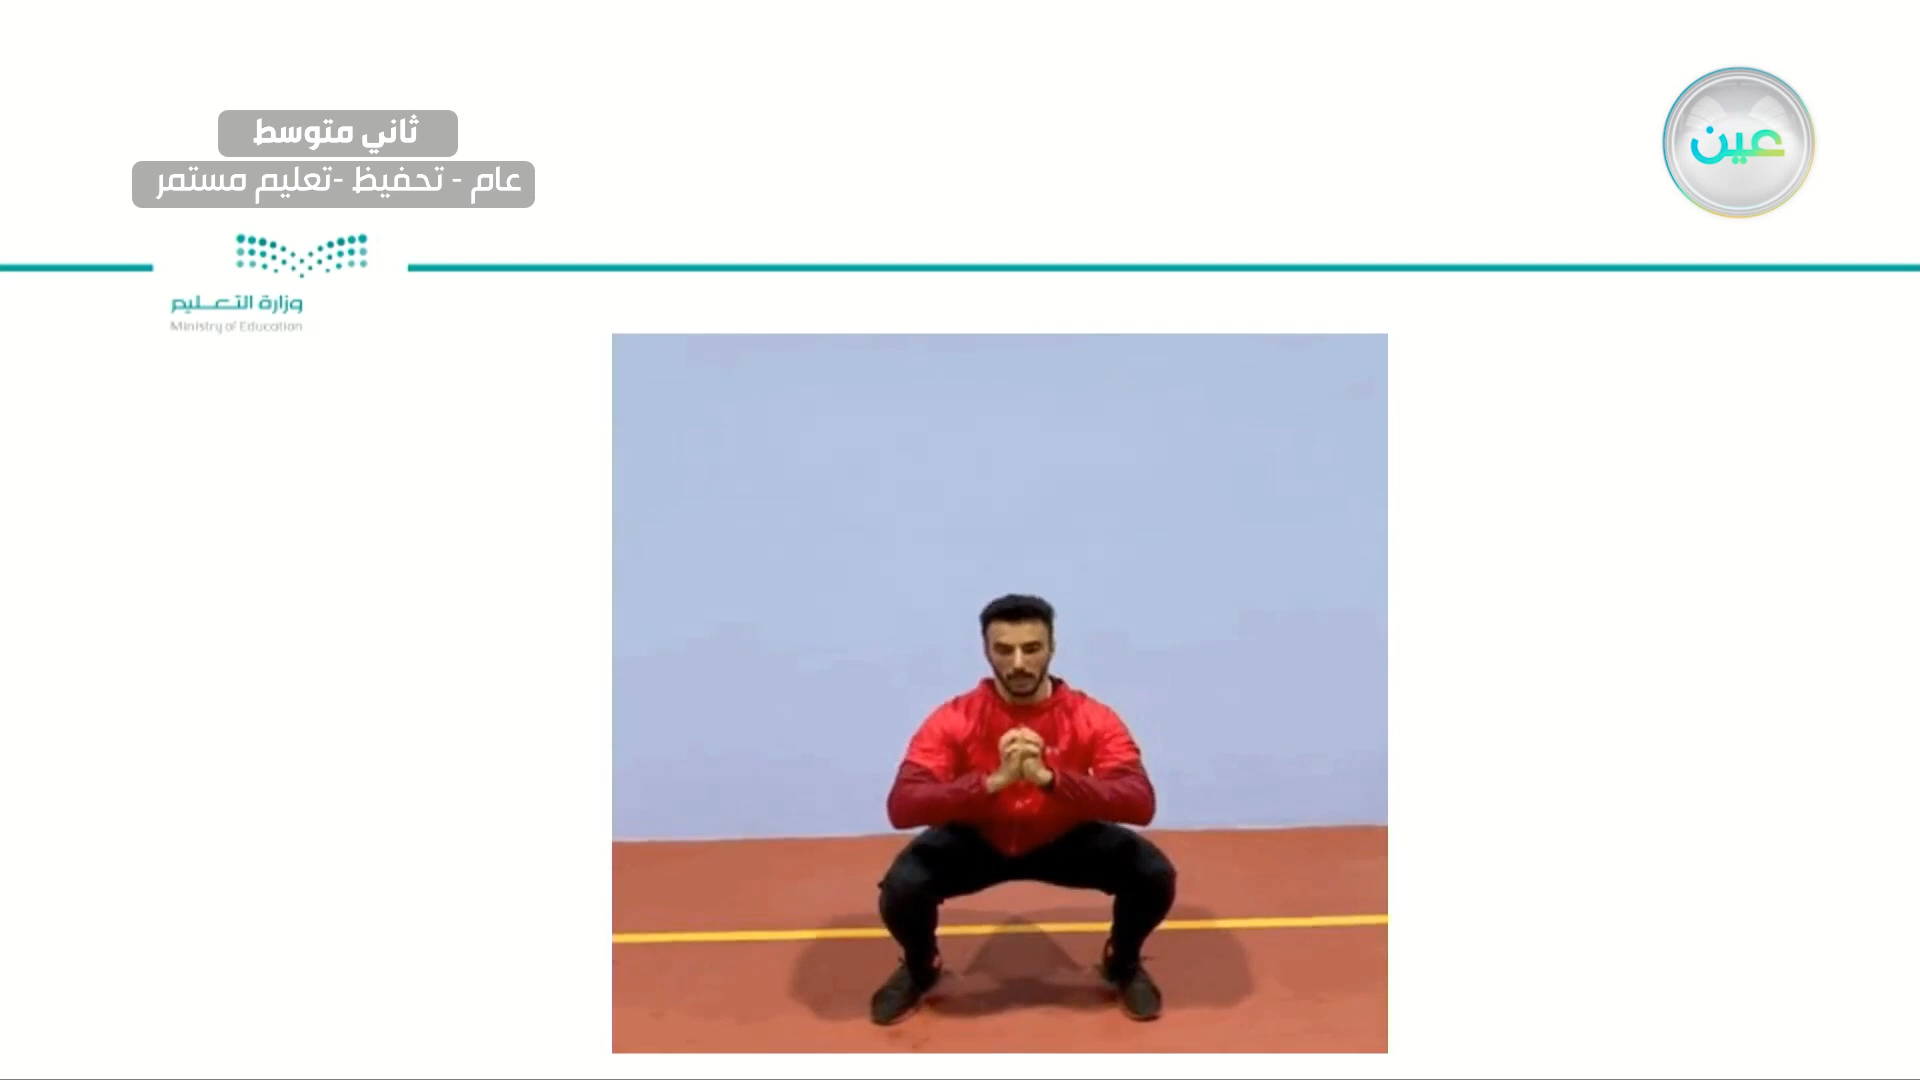 ثاني متوسط
عام - تحفيظ -تعليم مستمر
عين
وزارة التعليم
Ministry of Education